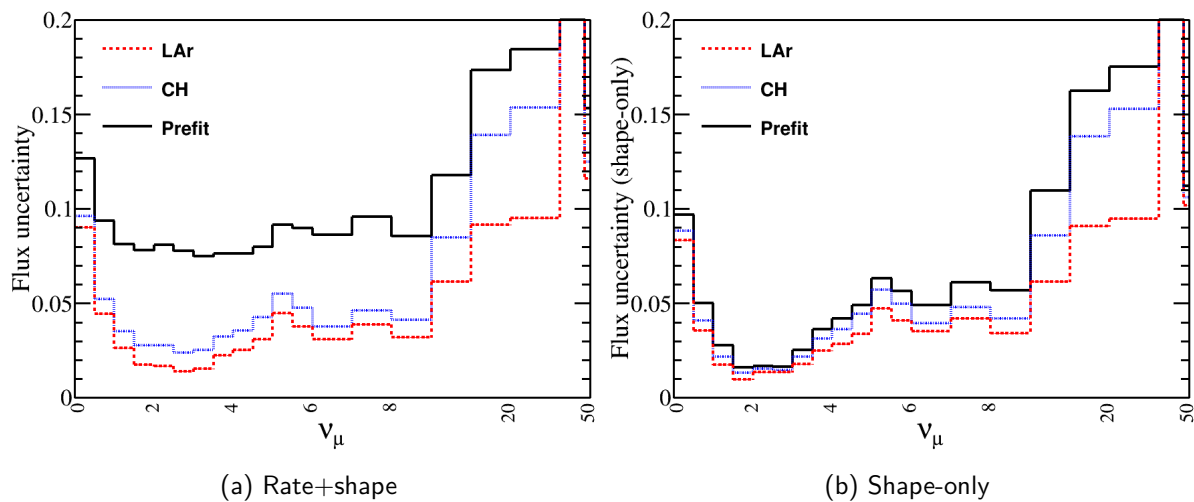 0.2
LAr
CH
Prefit
0.15
0.1
0.05
0
Flux uncertainty
0 2 4 6 8 20 50
ν_μ
(a) Rate+shape
0.2
LAr
CH
Prefit
0.15
0.1
0.05
0
Flux uncertainty (shape-only)
0 2 4 6 8 20 50
ν_μ
(b) Shape-only